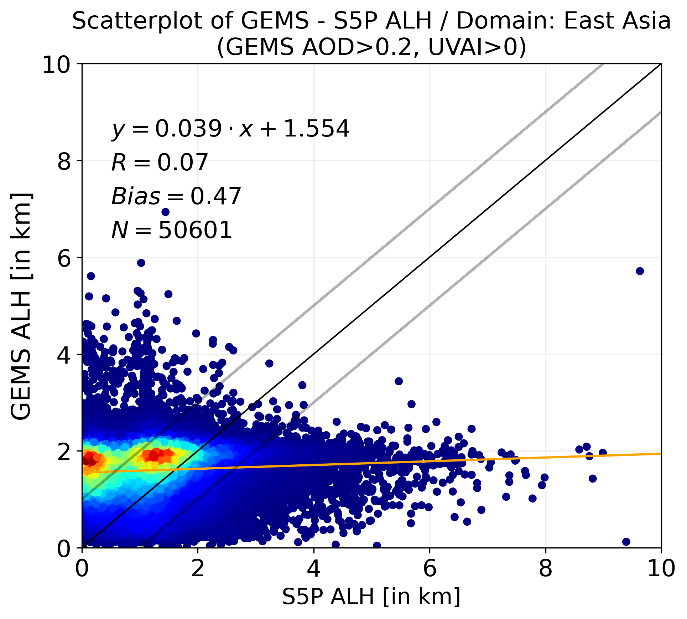 Scatterplot of GEMS - S5P ALH / Domain: East Asia
(GEMS AOD>0.2, UVAI>0)
y = 0.039 · x + 1.554
R = 0.07
Bias = 0.47
N = 50601
GEMS ALH [in km]
10
8
6
4
2
0
0 2 4 6 8 10
S5P ALH [in km]